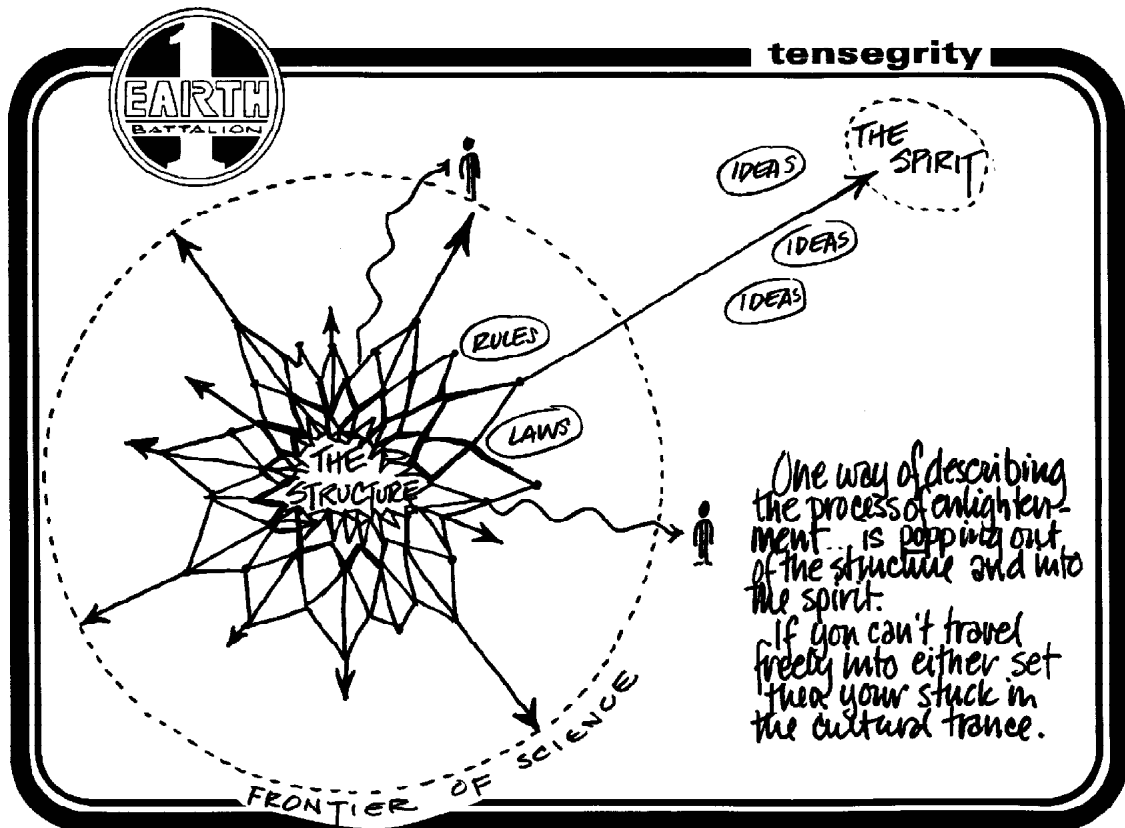 1
EARTH
BATTALION
tensegrity
THE
SPIRIT
IDEAS
IDEAS
IDEAS
RULES
LAWS
THE
STRUCTURE
One way of describing
the process of enlighten-
ment... is popping out
of the structure and into
the spirit.
If you can't travel
freely into either set
then your stuck in
the cultural trance.
FRONTIER OF SCIENCE